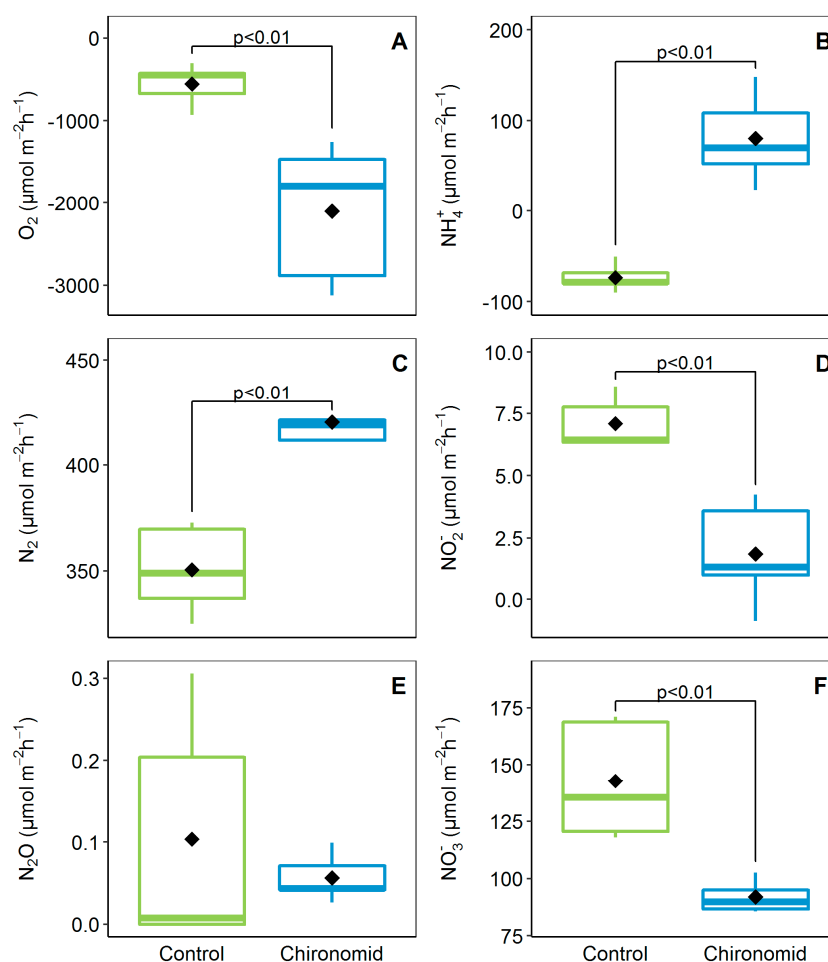 A
p<0.01
0
-1000
-2000
-3000
O₂ (µmol m⁻²h⁻¹)
B
p<0.01
200
100
0
-100
NH₄⁺ (µmol m⁻²h⁻¹)
C
p<0.01
450
400
350
N₂ (µmol m⁻²h⁻¹)
D
p<0.01
10.0
7.5
5.0
2.5
0.0
NO₂⁻ (µmol m⁻²h⁻¹)
E
0.3
0.2
0.1
0.0
N₂O (µmol m⁻²h⁻¹)
Control Chironomid
F
p<0.01
175
150
125
100
75
NO₃⁻ (µmol m⁻²h⁻¹)
Control Chironomid